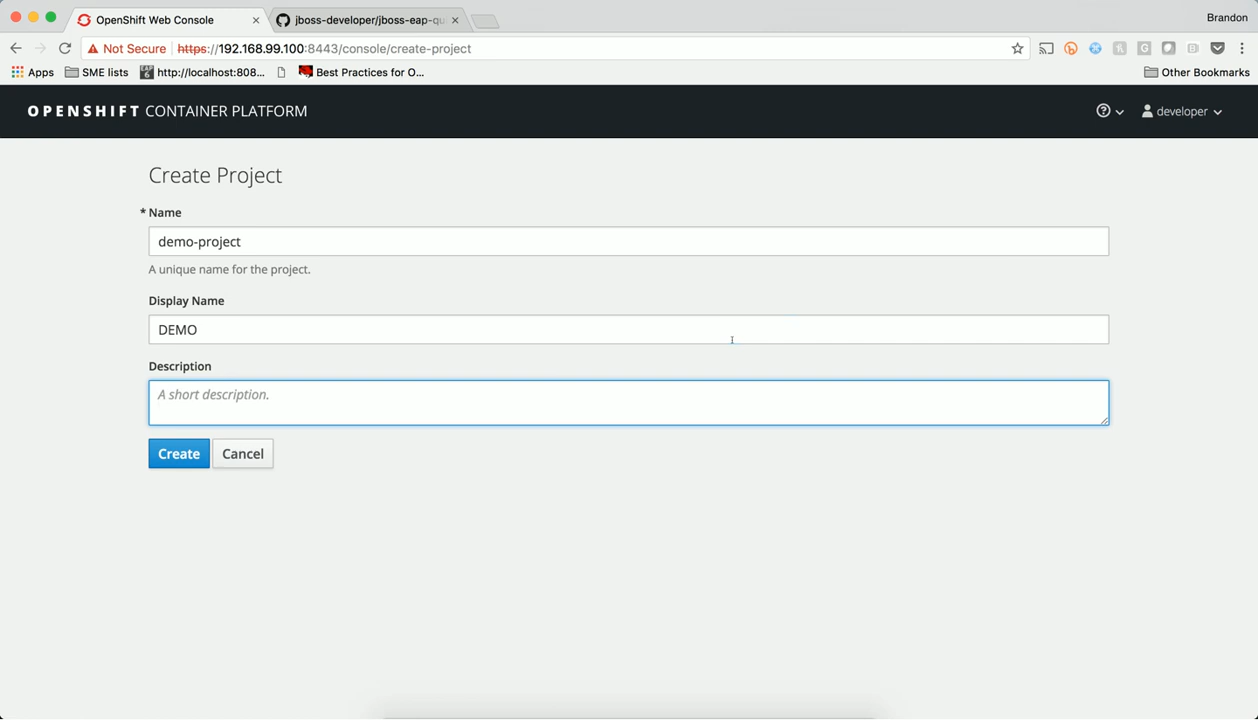 OpenShift Web Console
jboss-developer/jboss-eap-qu
Brandon
Not Secure https://192.168.99.100:8443/console/create-project
Apps SME lists http://localhost:808... Best Practices for O... Other Bookmarks
OPENSHIFT CONTAINER PLATFORM
developer
Create Project
* Name
demo-project
A unique name for the project.
Display Name
DEMO
Description
A short description.
Create Cancel